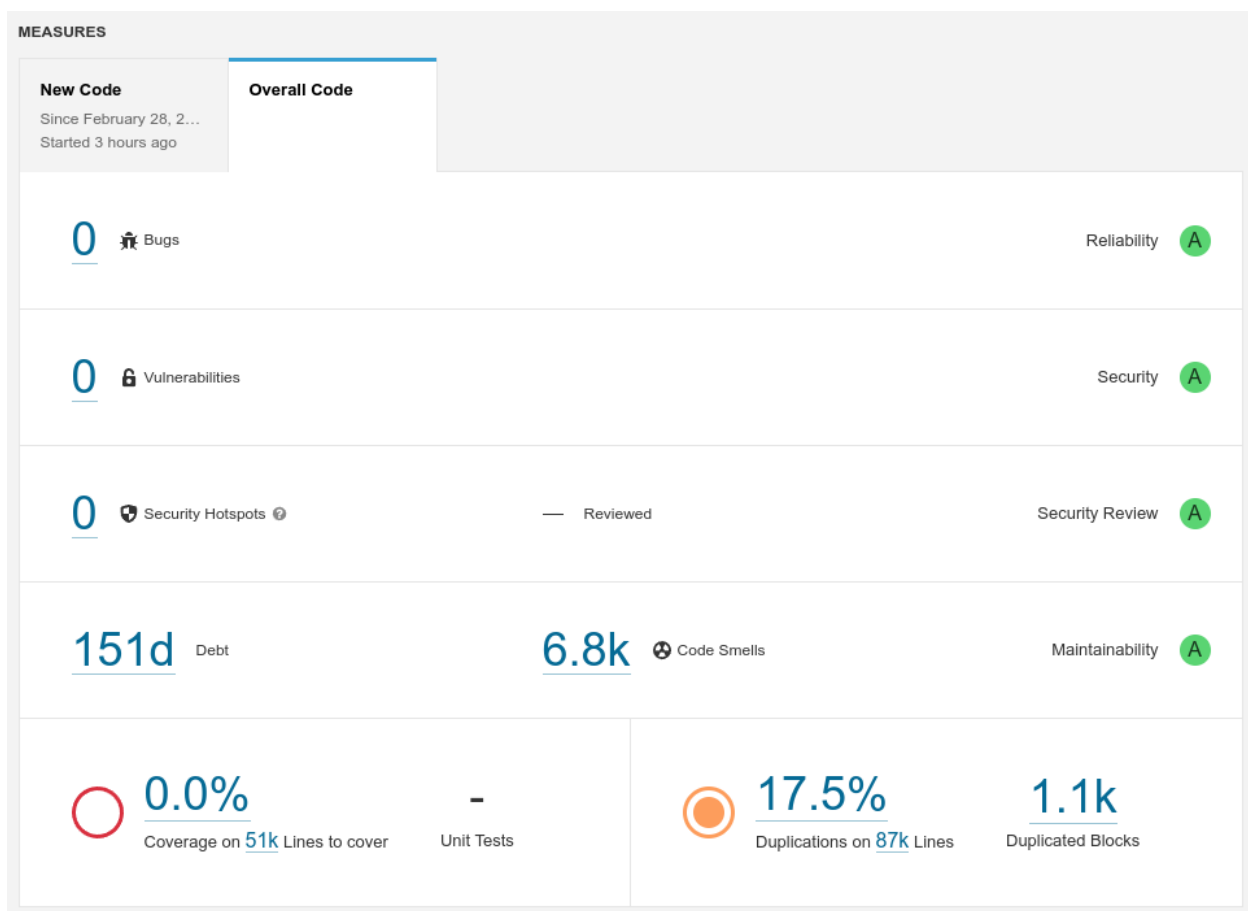 MEASURES
New Code
Overall Code
Since February 28, 2…
Started 3 hours ago
0 Bugs Reliability A
0 Vulnerabilities Security A
0 Security Hotspots ? — Reviewed Security Review A
151d Debt 6.8k Code Smells Maintainability A
0.0% - 17.5% 1.1k
Coverage on 51k Lines to cover Unit Tests Duplications on 87k Lines Duplicated Blocks